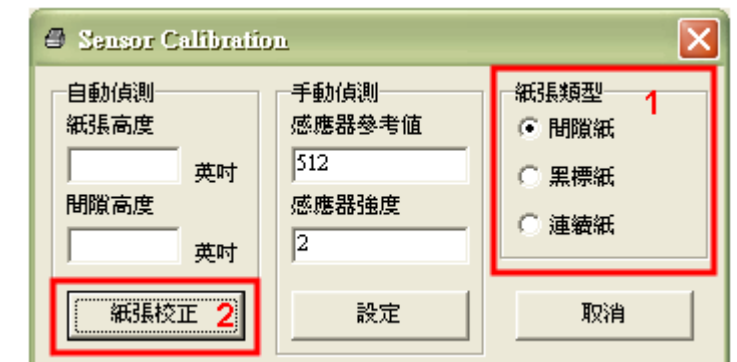 Sensor Calibration
自動偵測
紙張高度
英吋
間隙高度
英吋
紙張校正 2
手動偵測
感應器參考值
512
感應器強度
2
設定
紙張類型 1
間隙紙
黑標紙
連續紙
取消